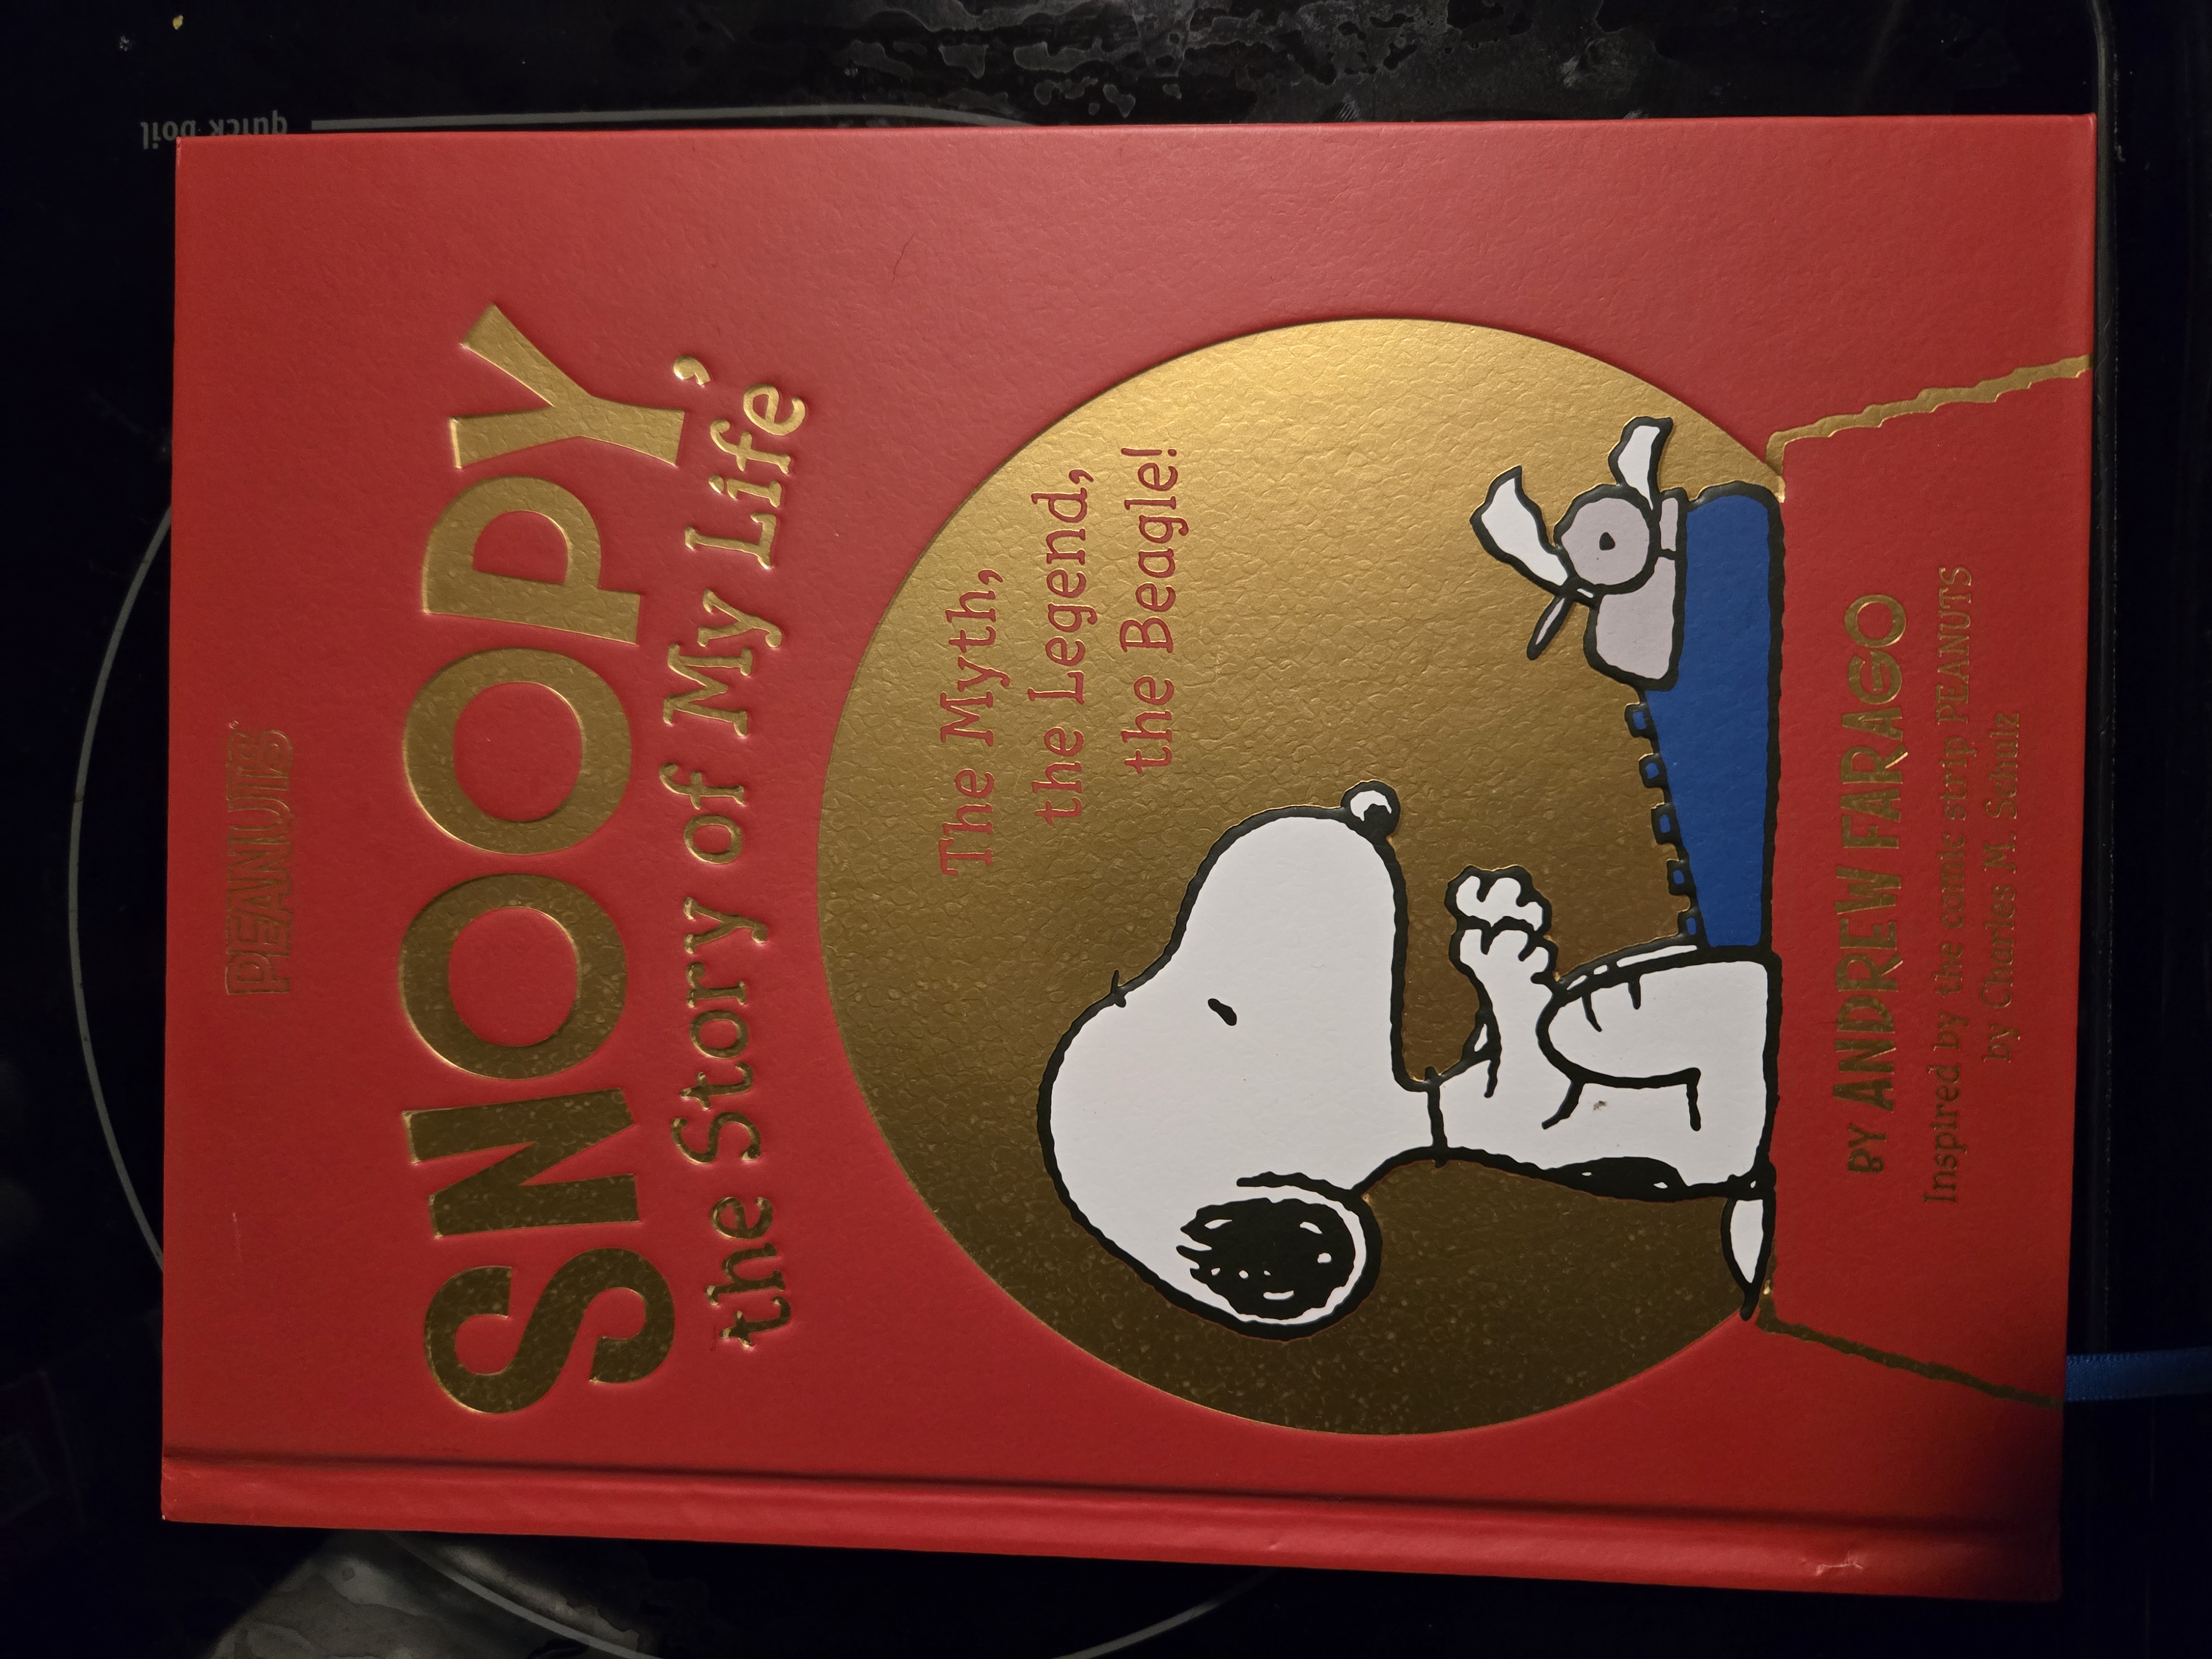 PEANUTS
SNOOPY,
the Story of My Life
The Myth,
the Legend,
the Beagle!
BY ANDREW FARAGO
Inspired by the comic strip PEANUTS
by Charles M. Schulz
quick boil